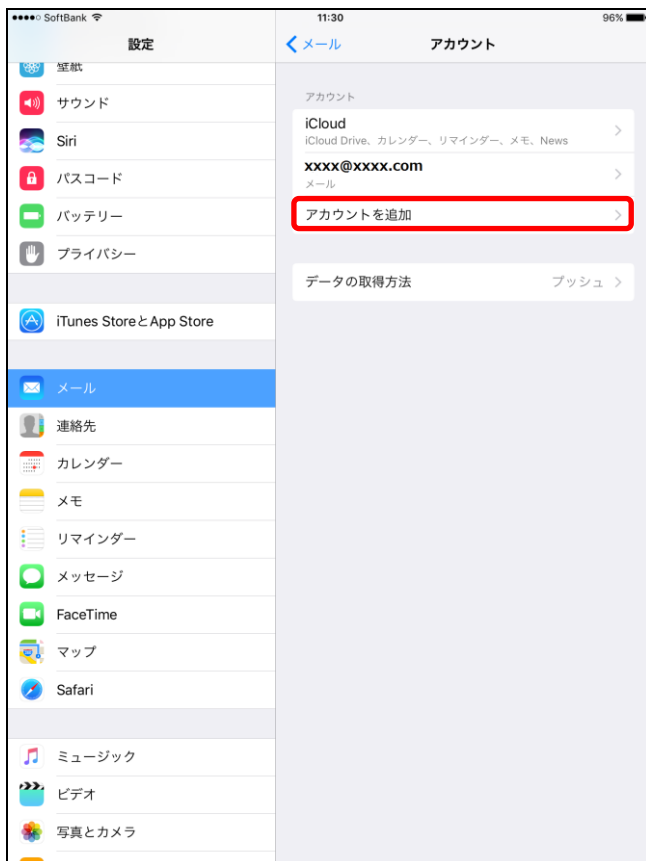 SoftBank
11:30
96%
設定
メール
アカウント
壁紙
サウンド
Siri
パスコード
バッテリー
プライバシー
iTunes StoreとApp Store
メール
連絡先
カレンダー
メモ
リマインダー
メッセージ
FaceTime
マップ
Safari
ミュージック
ビデオ
写真とカメラ
アカウント
iCloud
iCloud Drive、カレンダー、リマインダー、メモ、News
xxxx@xxxx.com
メール
アカウントを追加
データの取得方法 プッシュ